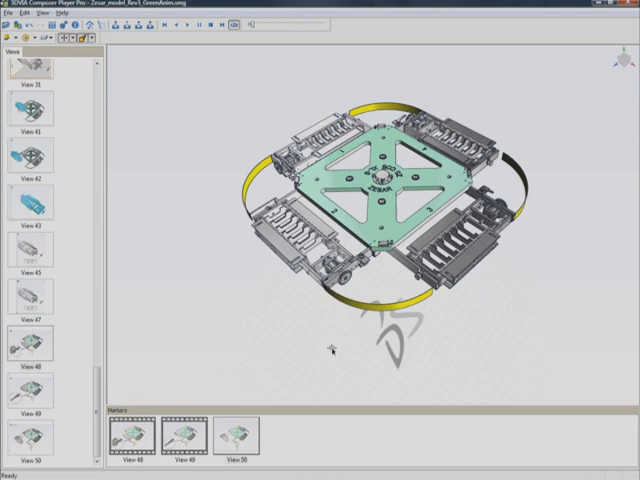 3DVIA Composer Player Pro - Zesar_model_Rev3_GreenAnim.smg
File Edit View Help
Views
View 31
View 41
View 42
View 43
View 45
View 47
View 48
View 49
View 50
ZESAR
Markers
View 48
View 49
View 50
Ready